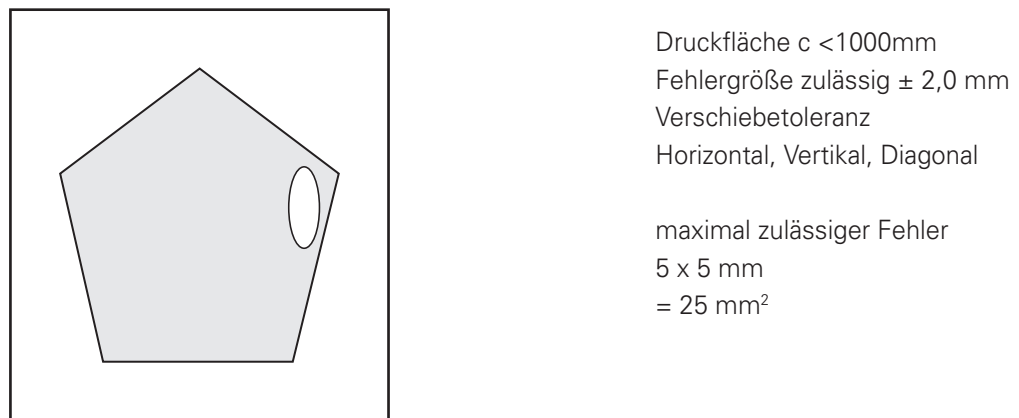 Druckfläche c <1000mm
Fehlergröße zulässig ± 2,0 mm
Verschiebetoleranz
Horizontal, Vertikal, Diagonal
maximal zulässiger Fehler
5 x 5 mm
= 25 mm²